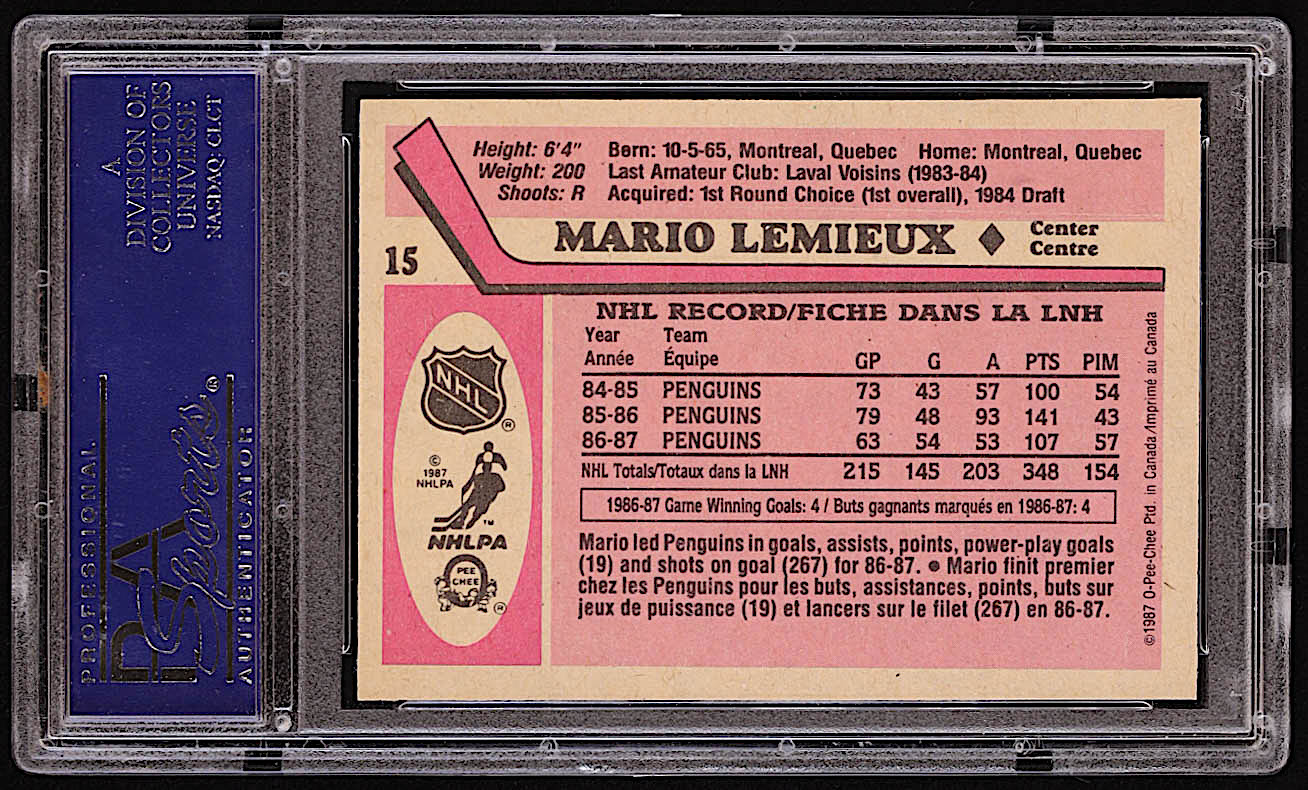 A
DIVISION OF
COLLECTORS
UNIVERSE
NASDAQ: CLCT
PROFESSIONAL
PSA
Sports®
AUTHENTICATOR
Height: 6'4" Born: 10-5-65, Montreal, Quebec Home: Montreal, Quebec
Weight: 200 Last Amateur Club: Laval Voisins (1983-84)
Shoots: R Acquired: 1st Round Choice (1st overall), 1984 Draft
MARIO LEMIEUX ◆ Center
Centre
15
NHL RECORD/FICHE DANS LA LNH
Year Team
Année Équipe GP G A PTS PIM
84-85 PENGUINS 73 43 57 100 54
85-86 PENGUINS 79 48 93 141 43
86-87 PENGUINS 63 54 53 107 57
NHL Totals/Totaux dans la LNH 215 145 203 348 154
1986-87 Game Winning Goals: 4 / Buts gagnants marqués en 1986-87: 4
Mario led Penguins in goals, assists, points, power-play goals
(19) and shots on goal (267) for 86-87. ● Mario finit premier
chez les Penguins pour les buts, assistances, points, buts sur
jeux de puissance (19) et lancers sur le filet (267) en 86-87.
NHL
®
©
1987
NHLPA
™
NHLPA
PEE
CHEE
®
©1987 O-Pee-Chee Ptd. in Canada/Imprimé au Canada